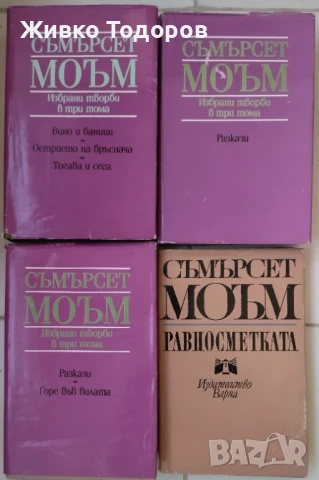 Живко Тодоров
СЪМЪРСЕТ
МОЪМ
Избрани творби
в три тома
Вино и баници
Острието на бръснача
Тогава и сега
СЪМЪРСЕТ
МОЪМ
Избрани творби
в три тома
Разкази
СЪМЪРСЕТ
МОЪМ
Избрани творби
в три тома
Разкази
Горе във вилата
СЪМЪРСЕТ
МОЪМ
РАВНОСМЕТКАТА
Издателство
Варна
BAZAR